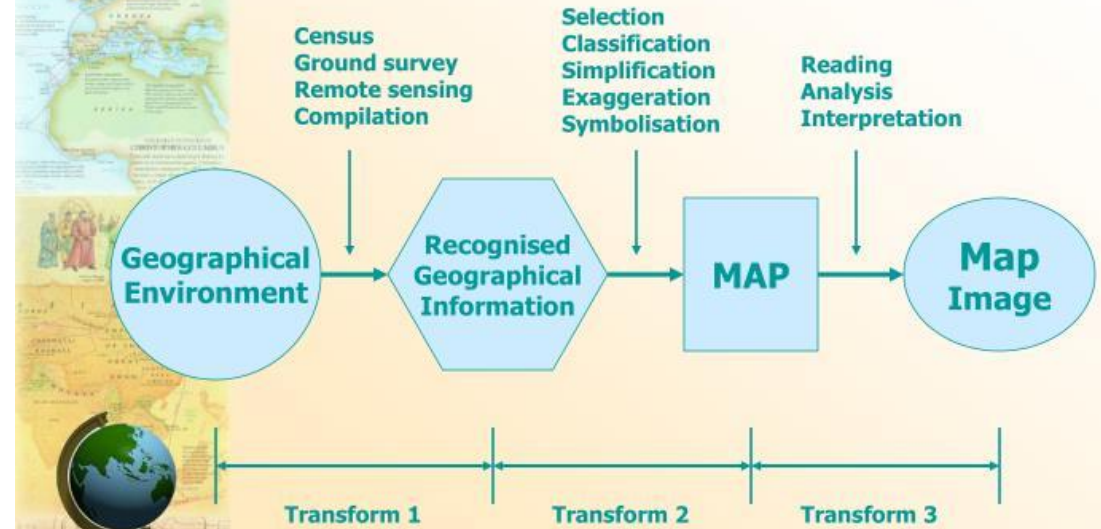 Census
Ground survey
Remote sensing
Compilation
Selection
Classification
Simplification
Exaggeration
Symbolisation
Reading
Analysis
Interpretation
Geographical
Environment
Recognised
Geographical
Information
MAP
Map
Image
Transform 1
Transform 2
Transform 3